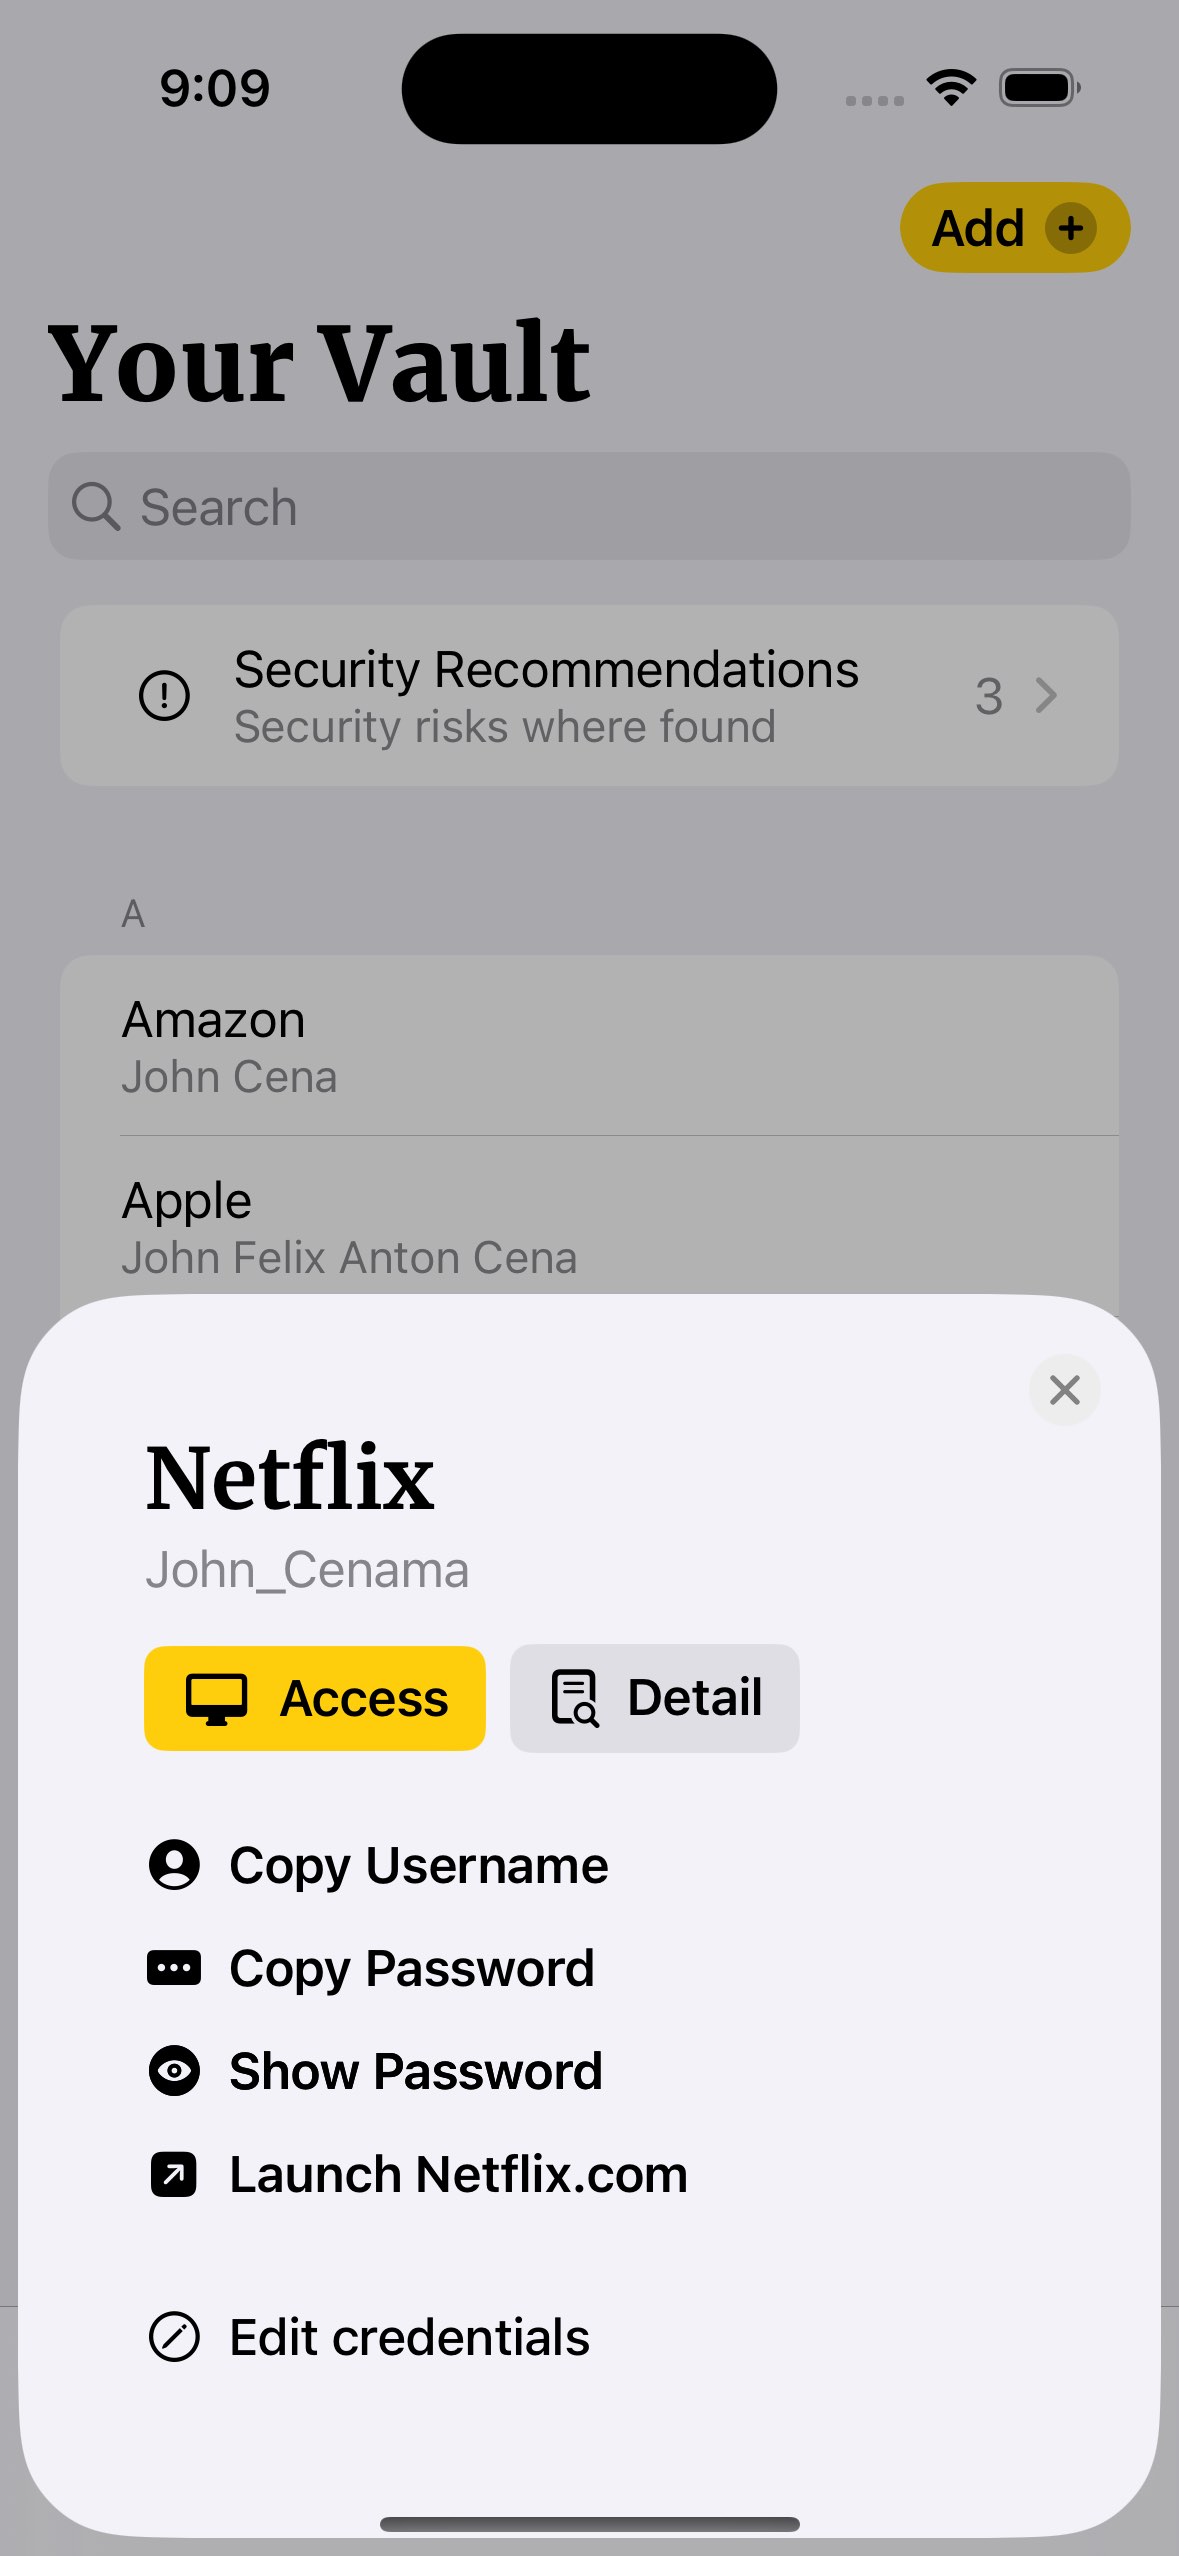 9:09
Add
Your Vault
Search
Security Recommendations
Security risks where found
3
A
Amazon
John Cena
Apple
John Felix Anton Cena
Netflix
John_Cenama
Access
Detail
Copy Username
Copy Password
Show Password
Launch Netflix.com
Edit credentials